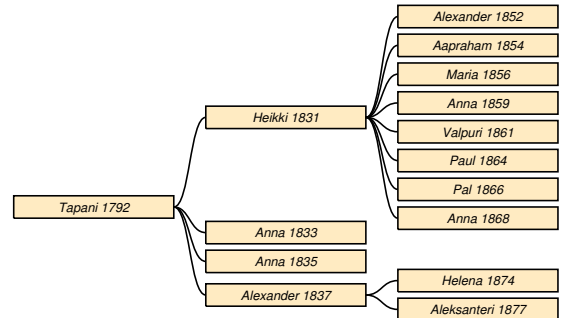 Alexander 1852
Aapraham 1854
Maria 1856
Anna 1859
Heikki 1831
Valpuri 1861
Paul 1864
Pal 1866
Tapani 1792
Anna 1868
Anna 1833
Anna 1835
Helena 1874
Alexander 1837
Aleksanteri 1877